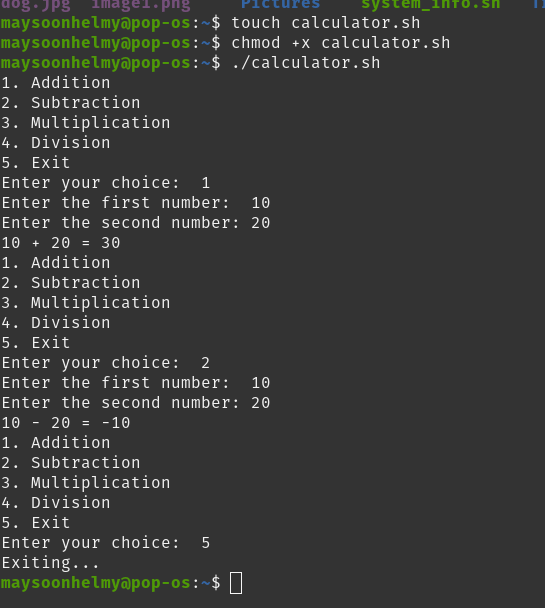 dog.jpg image1.png Pictures system_info.sh
maysoonhelmy@pop-os:~$ touch calculator.sh
maysoonhelmy@pop-os:~$ chmod +x calculator.sh
maysoonhelmy@pop-os:~$ ./calculator.sh
1. Addition
2. Subtraction
3. Multiplication
4. Division
5. Exit
Enter your choice:  1
Enter the first number:  10
Enter the second number: 20
10 + 20 = 30
1. Addition
2. Subtraction
3. Multiplication
4. Division
5. Exit
Enter your choice:  2
Enter the first number:  10
Enter the second number: 20
10 - 20 = -10
1. Addition
2. Subtraction
3. Multiplication
4. Division
5. Exit
Enter your choice:  5
Exiting...
maysoonhelmy@pop-os:~$